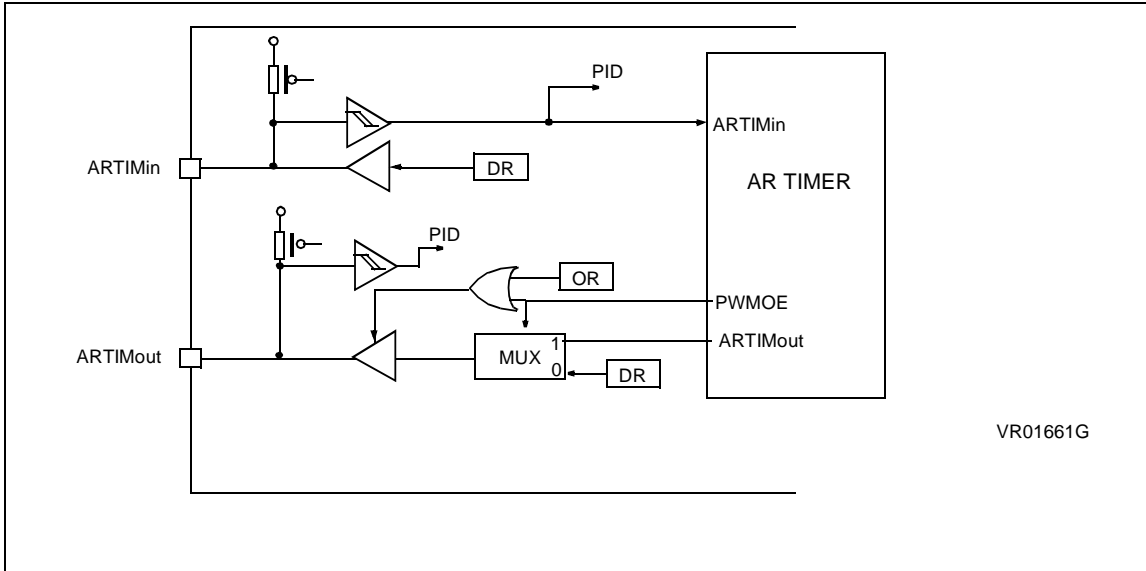 PID
ARTIMin
ARTIMin
DR
AR TIMER
PID
OR
PWMOE
ARTIMout
ARTIMout
MUX
1
0
DR
VR01661G